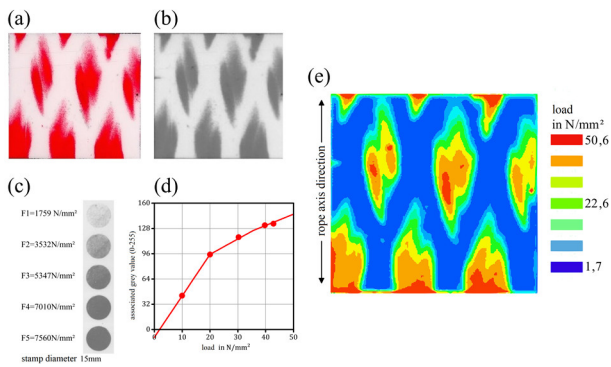 (a)
(b)
(c)
F1=1759 N/mm²
F2=3532N/mm²
F3=5347N/mm²
F4=7010N/mm²
F5=7560N/mm²
stamp diameter 15mm
(d)
associated grey value (0-255)
160
128
96
64
32
0
0
10
20
30
40
50
load in N/mm²
(e)
rope axis direction
load
in N/mm²
50,6
22,6
1,7